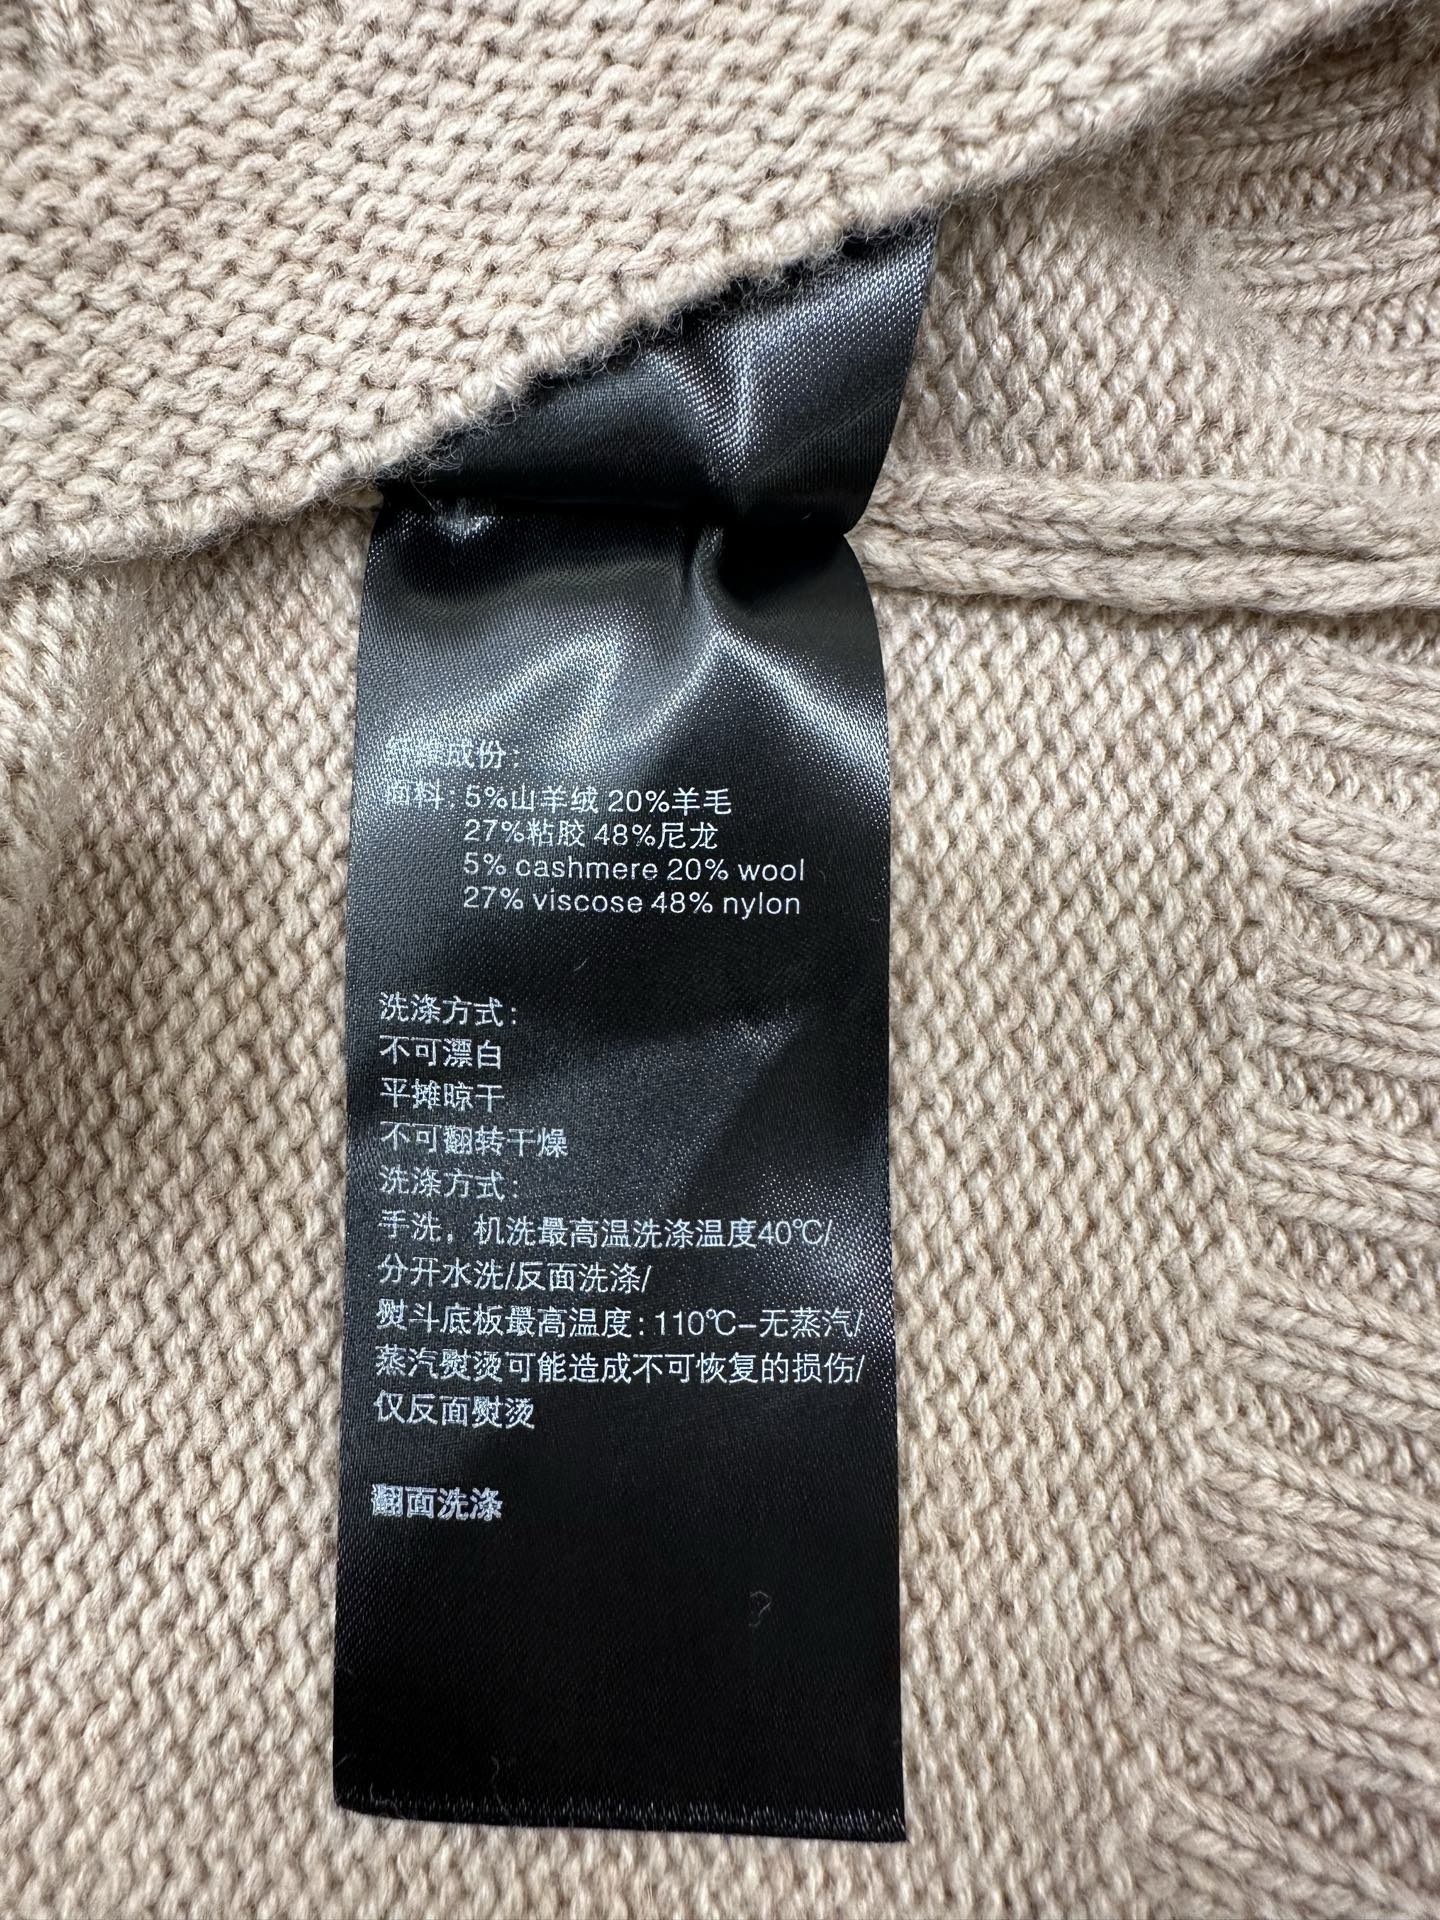 纤维成份：
面料：5%山羊绒 20%羊毛
27%粘胶 48%尼龙
5% cashmere 20% wool
27% viscose 48% nylon
洗涤方式：
不可漂白
平摊晾干
不可翻转干燥
洗涤方式：
手洗，机洗最高温洗涤温度40℃/
分开水洗/反面洗涤/
熨斗底板最高温度：110℃-无蒸汽/
蒸汽熨烫可能造成不可恢复的损伤/
仅反面熨烫
翻面洗涤